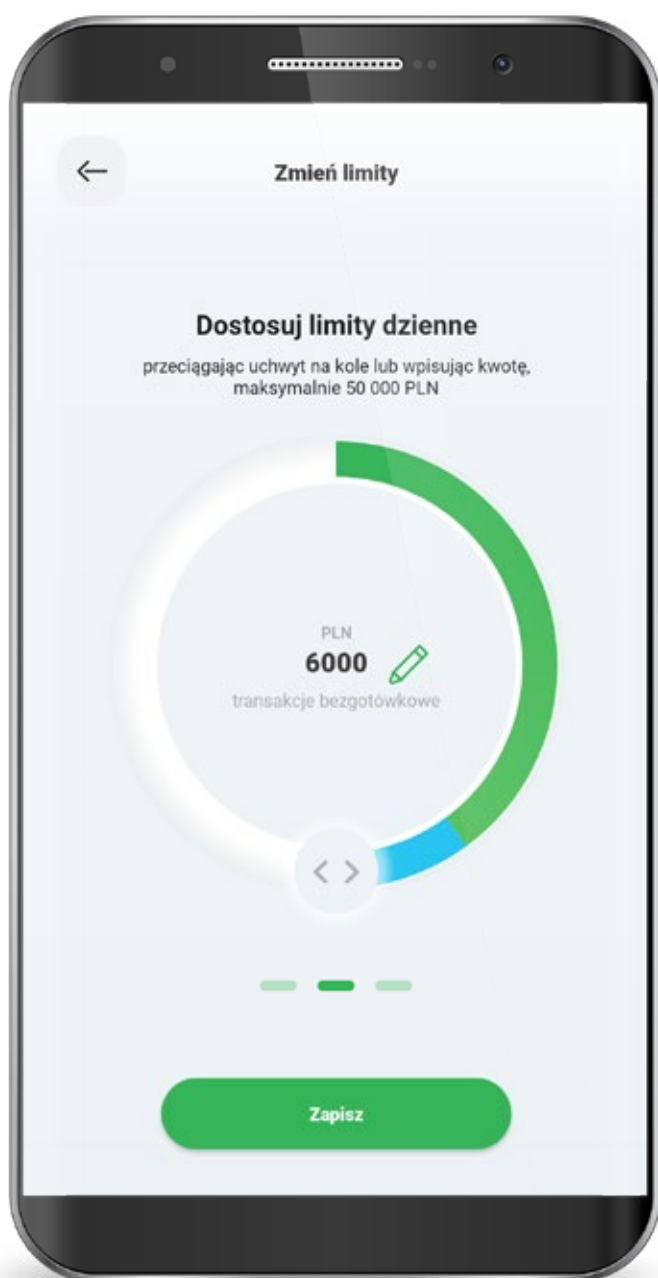 Zmień limity
Dostosuj limity dzienne
przeciągając uchwyt na kole lub wpisując kwotę,
maksymalnie 50 000 PLN
PLN
6000
transakcje bezgotówkowe
Zapisz